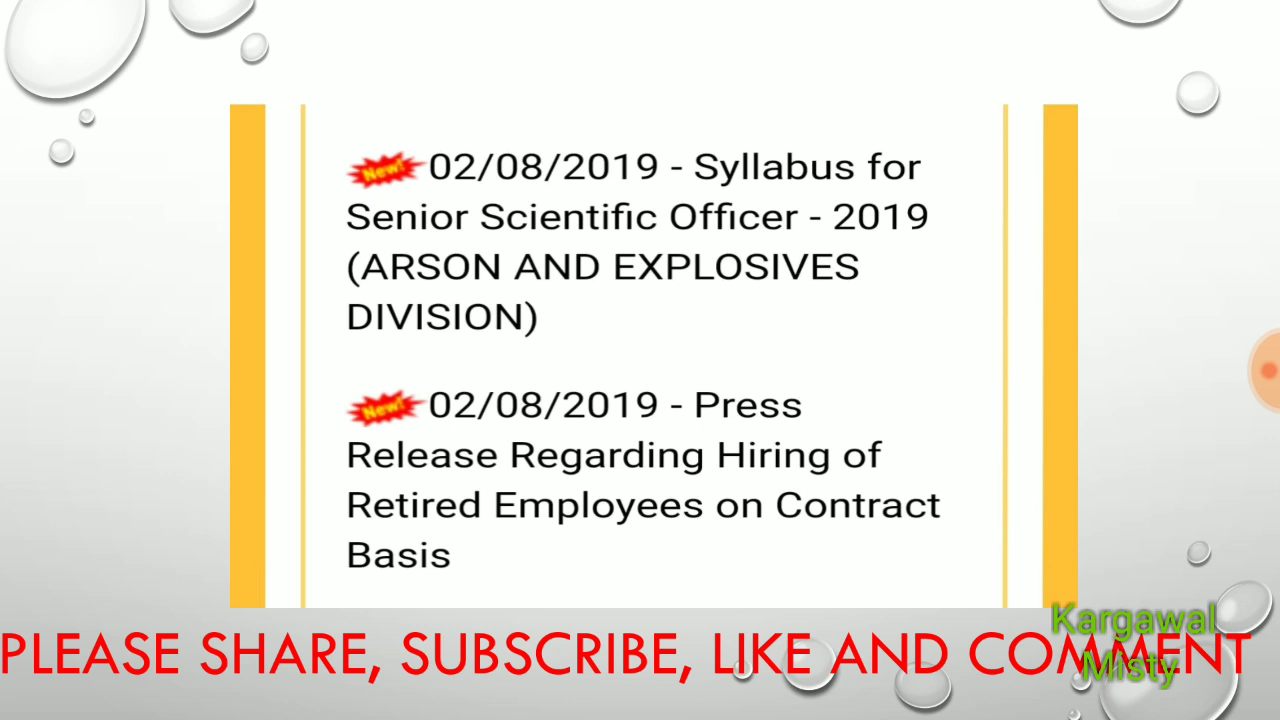 New! 02/08/2019 - Syllabus for
Senior Scientific Officer - 2019
(ARSON AND EXPLOSIVES
DIVISION)
New! 02/08/2019 - Press
Release Regarding Hiring of
Retired Employees on Contract
Basis
PLEASE SHARE, SUBSCRIBE, LIKE AND COMMENT
Kargawal
Misty